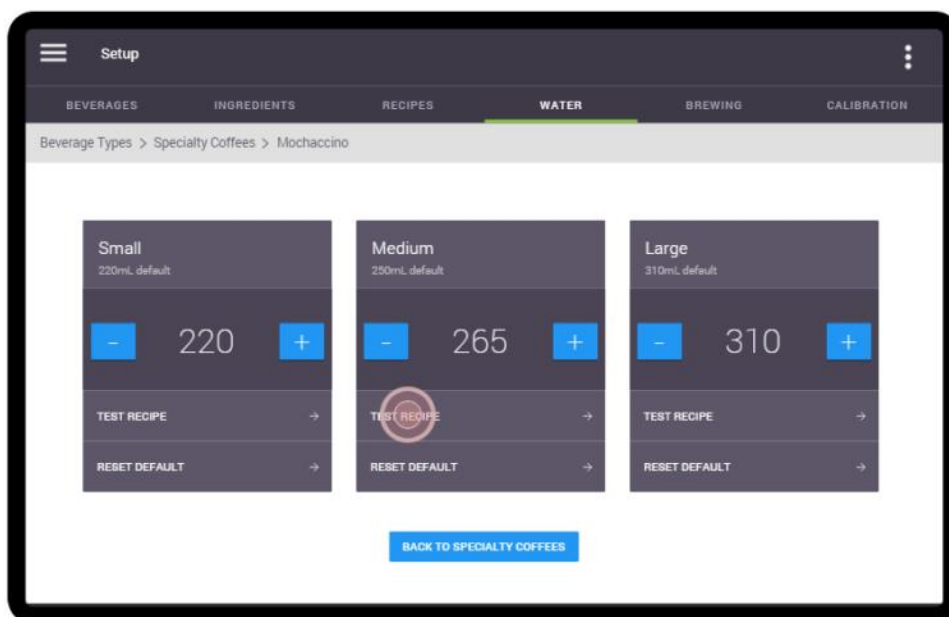 Setup
BEVERAGES INGREDIENTS RECIPES WATER BREWING CALIBRATION
Beverage Types > Specialty Coffees > Mochaccino
Small
220mL default
- 220 +
TEST RECIPE →
RESET DEFAULT →
Medium
250mL default
- 265 +
TEST RECIPE →
RESET DEFAULT →
Large
310mL default
- 310 +
TEST RECIPE →
RESET DEFAULT →
BACK TO SPECIALTY COFFEES